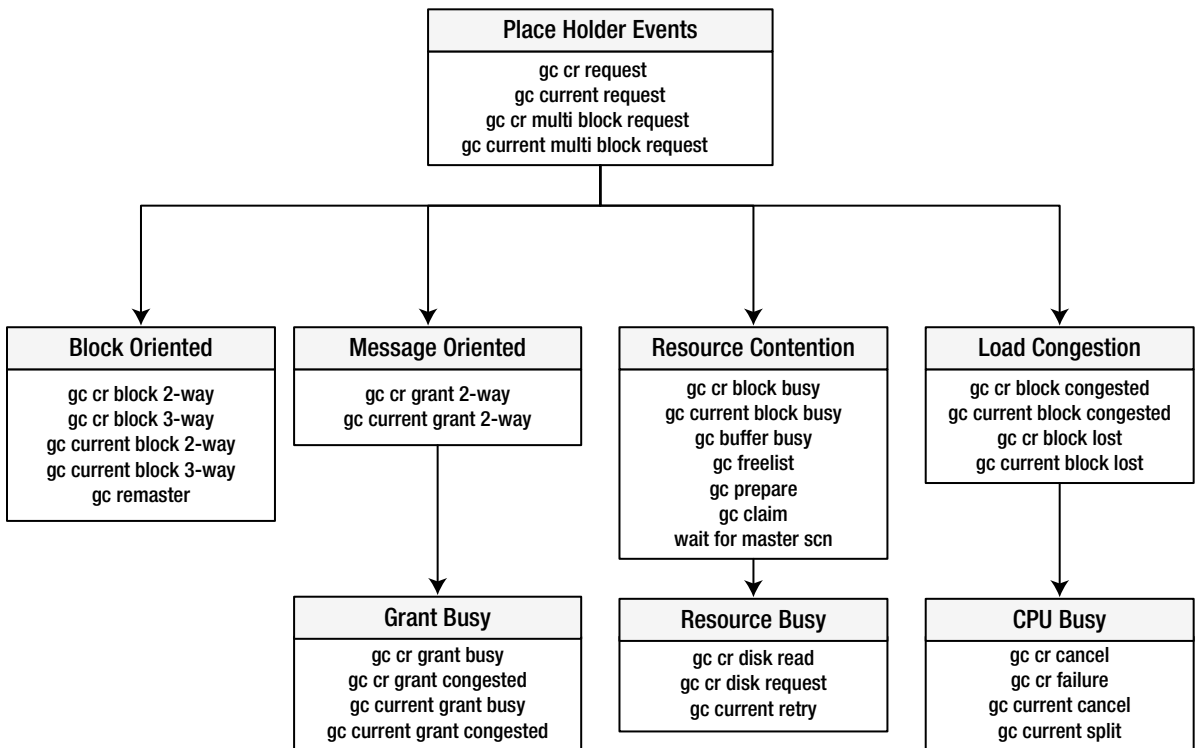 Place Holder Events
gc cr request
gc current request
gc cr multi block request
gc current multi block request
Block Oriented
gc cr block 2-way
gc cr block 3-way
gc current block 2-way
gc current block 3-way
gc remaster
Message Oriented
gc cr grant 2-way
gc current grant 2-way
Resource Contention
gc cr block busy
gc current block busy
gc buffer busy
gc freelist
gc prepare
gc claim
wait for master scn
Load Congestion
gc cr block congested
gc current block congested
gc cr block lost
gc current block lost
Grant Busy
gc cr grant busy
gc cr grant congested
gc current grant busy
gc current grant congested
Resource Busy
gc cr disk read
gc cr disk request
gc current retry
CPU Busy
gc cr cancel
gc cr failure
gc current cancel
gc current split